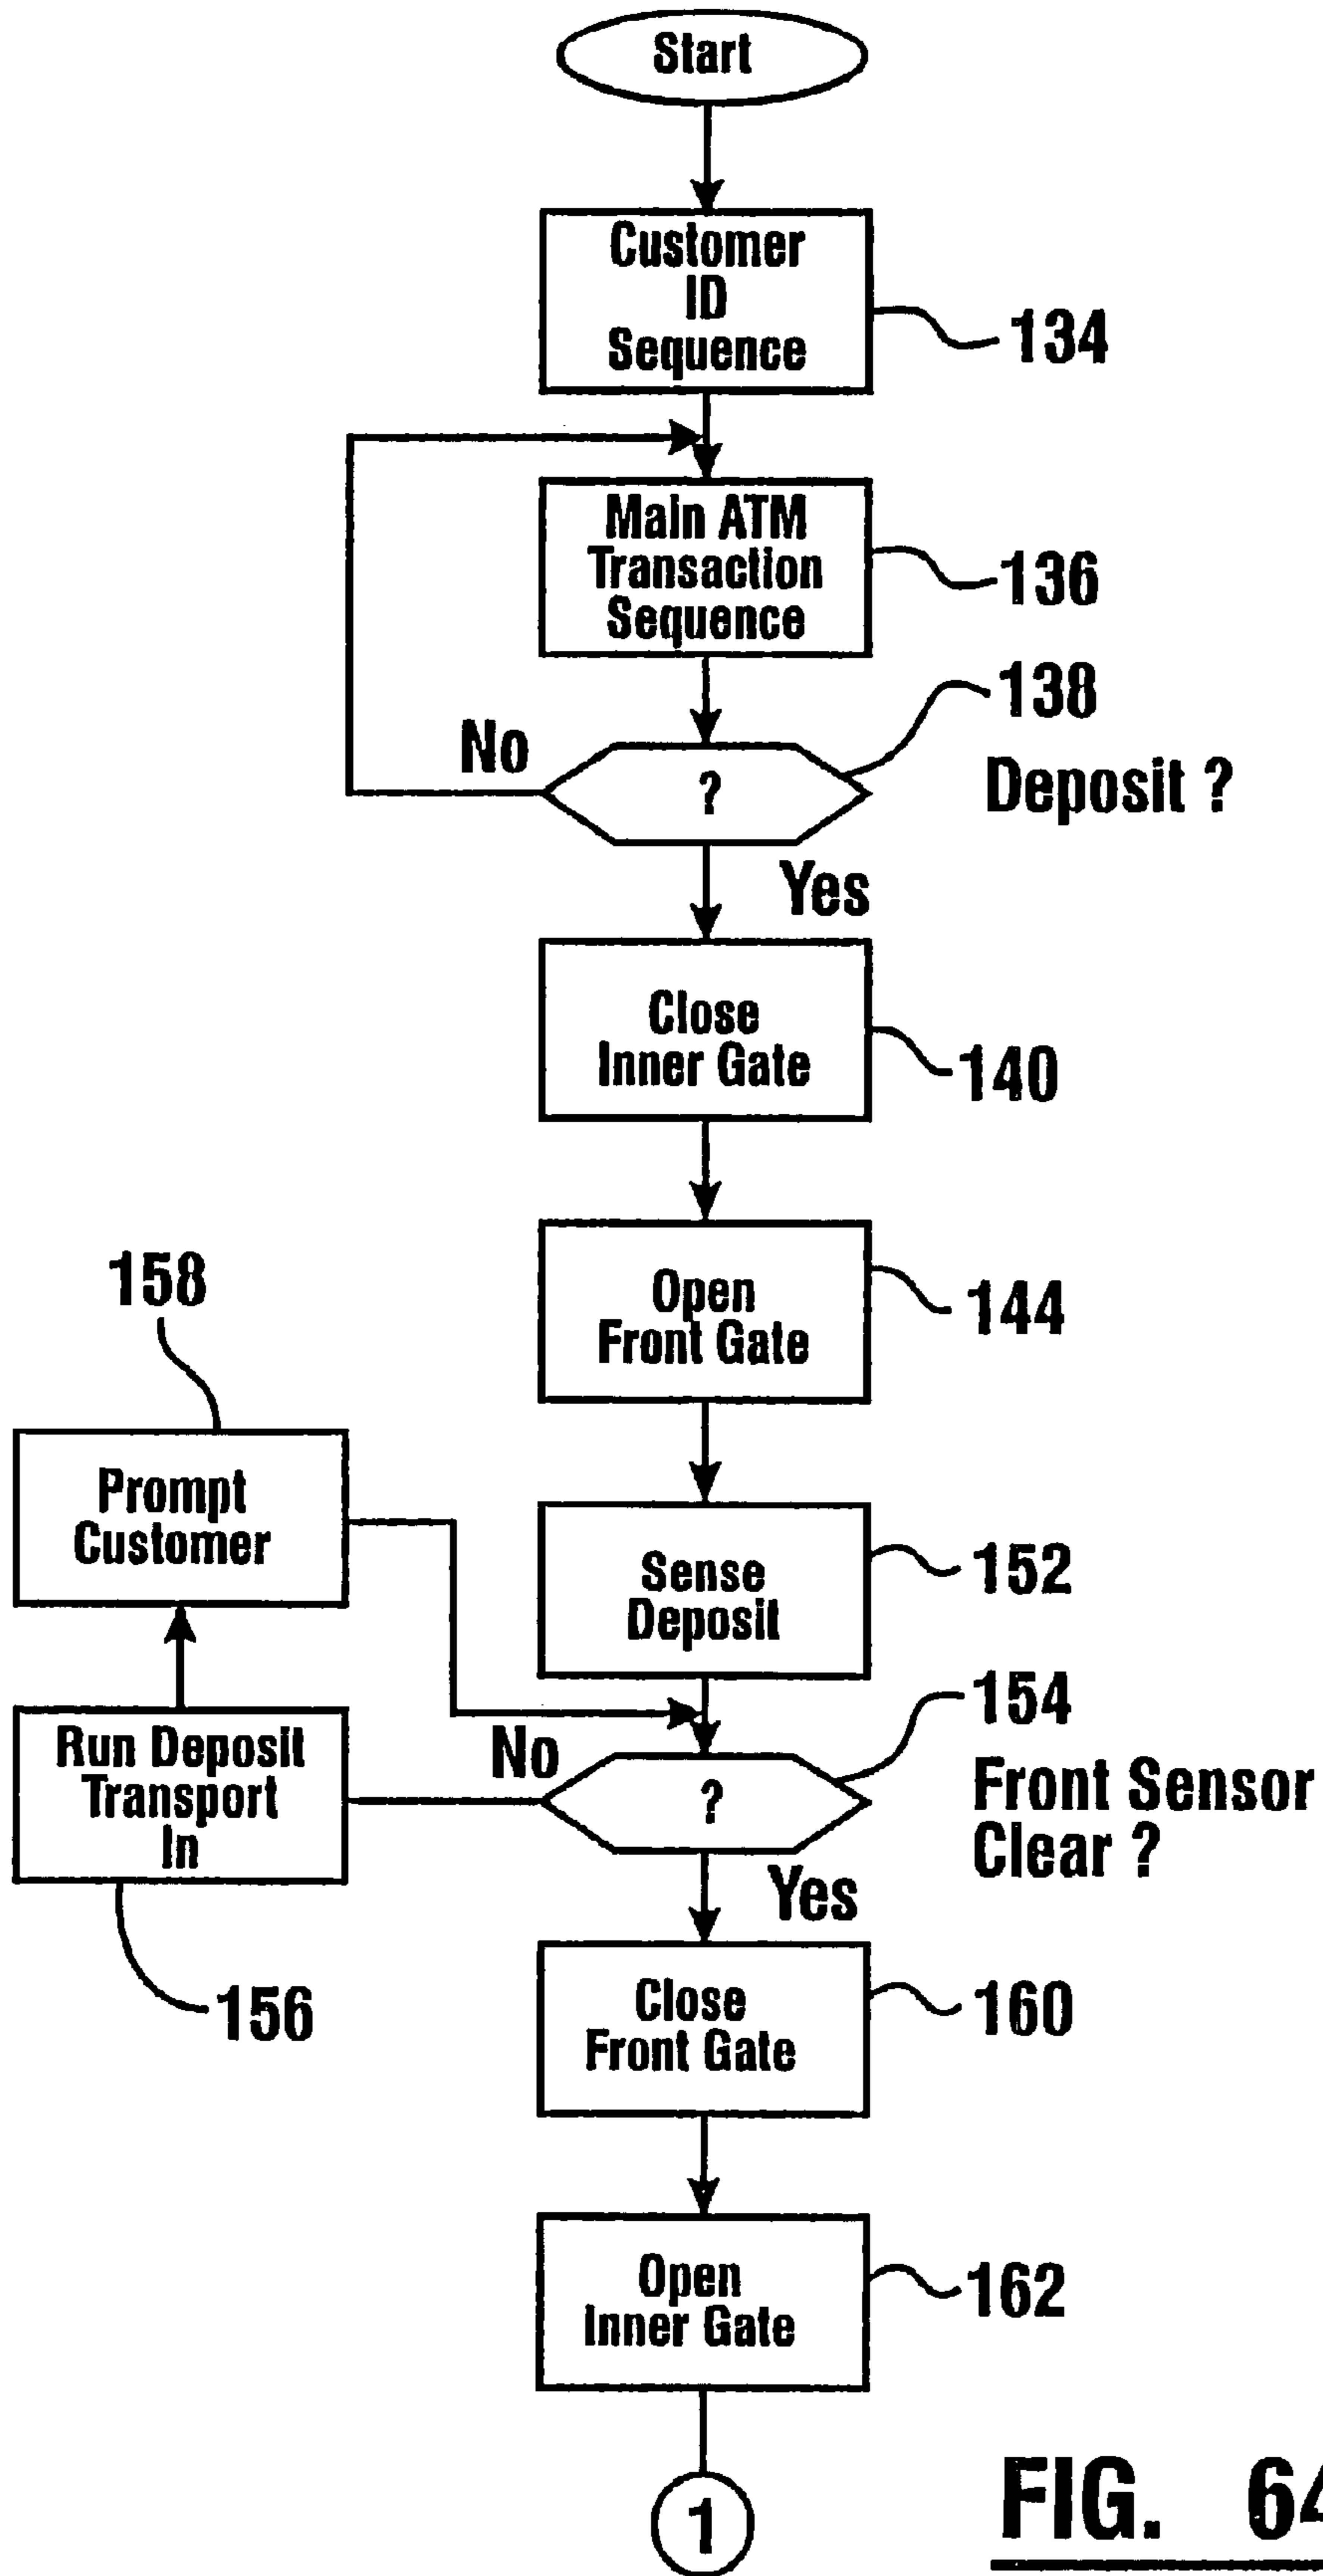 Start
Customer
ID
Sequence
134
Main ATM
Transaction
Sequence
136
138
No
?
Deposit ?
Yes
Close
Inner Gate
140
Open
Front Gate
144
158
Prompt
Customer
Sense
Deposit
152
154
Run Deposit
Transport
In
No
?
Front Sensor
Clear ?
Yes
156
Close
Front Gate
160
Open
Inner Gate
162
1
FIG. 64